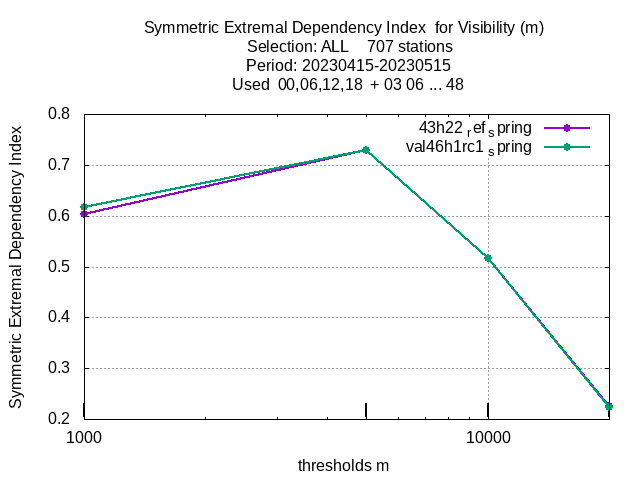 Symmetric Extremal Dependency Index  for Visibility (m)
Selection: ALL    707 stations
Period: 20230415-20230515
Used  00,06,12,18  + 03 06 ... 48
43h22 ref spring
val46h1rc1 spring
Symmetric Extremal Dependency Index
0.8
0.7
0.6
0.5
0.4
0.3
0.2
1000
10000
thresholds m